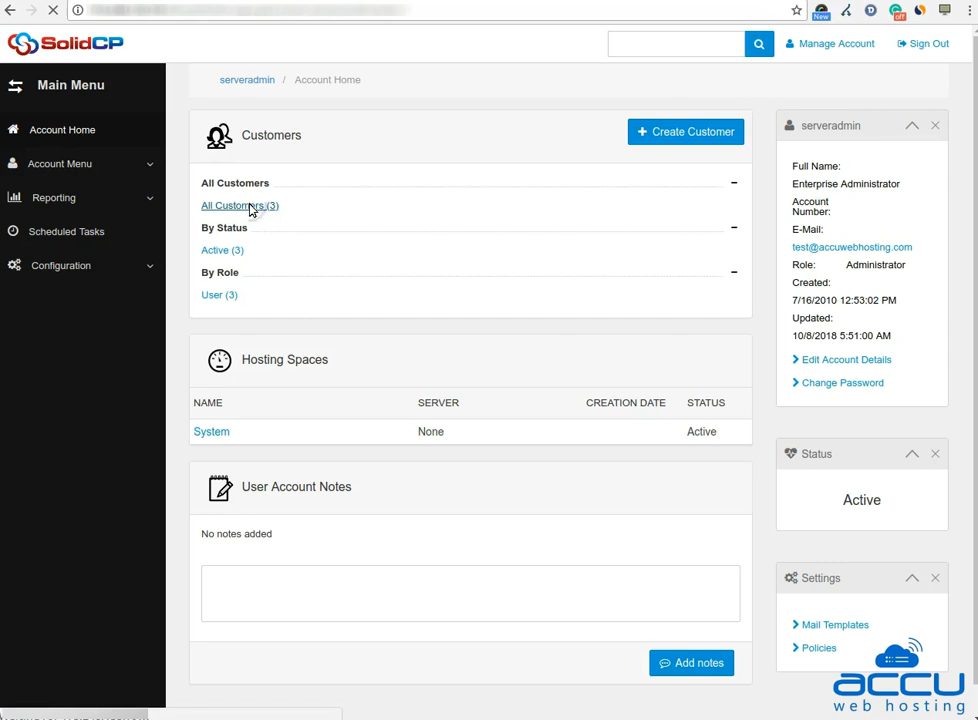 New
off
SolidCP
Manage Account
Sign Out
Main Menu
serveradmin / Account Home
Account Home
Account Menu
Reporting
Scheduled Tasks
Configuration
Customers
+ Create Customer
All Customers
All Customers (3)
By Status
Active (3)
By Role
User (3)
Hosting Spaces
NAME SERVER CREATION DATE STATUS
System None Active
User Account Notes
No notes added
Add notes
serveradmin
Full Name:
Enterprise Administrator
Account
Number:
E-Mail:
test@accuwebhosting.com
Role: Administrator
Created:
7/16/2010 12:53:02 PM
Updated:
10/8/2018 5:51:00 AM
Edit Account Details
Change Password
Status
Active
Settings
Mail Templates
Policies
accu
web hosting